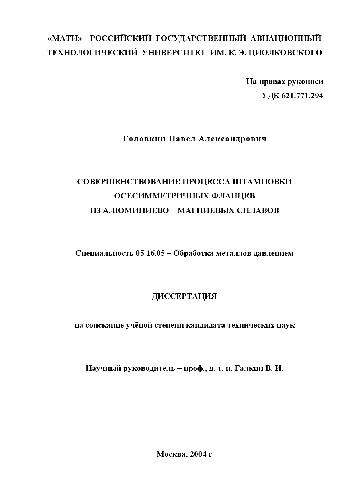 «МАТИ» РОССИЙСКИЙ ГОСУДАРСТВЕННЫЙ АВИАЦИОННЫЙ
ТЕХНОЛОГИЧЕСКИЙ УНИВЕРСИТЕТ ИМ. К. Э. ЦИОЛКОВСКОГО
На правах рукописи
УДК 621.771.294
Головкин Павел Александрович
СОВЕРШЕНСТВОВАНИЕ ПРОЦЕССА ШТАМПОВКИ
ОСЕСИММЕТРИЧНЫХ ФЛАНЦЕВ
ИЗ АЛЮМИНИЕВО – МАГНИЕВЫХ СПЛАВОВ
Специальность 05.16.05 – Обработка металлов давлением
ДИССЕРТАЦИЯ
на соискание учёной степени кандидата технических наук
Научный руководитель – проф., д. т. н. Галкин В. И.
Москва, 2004 г